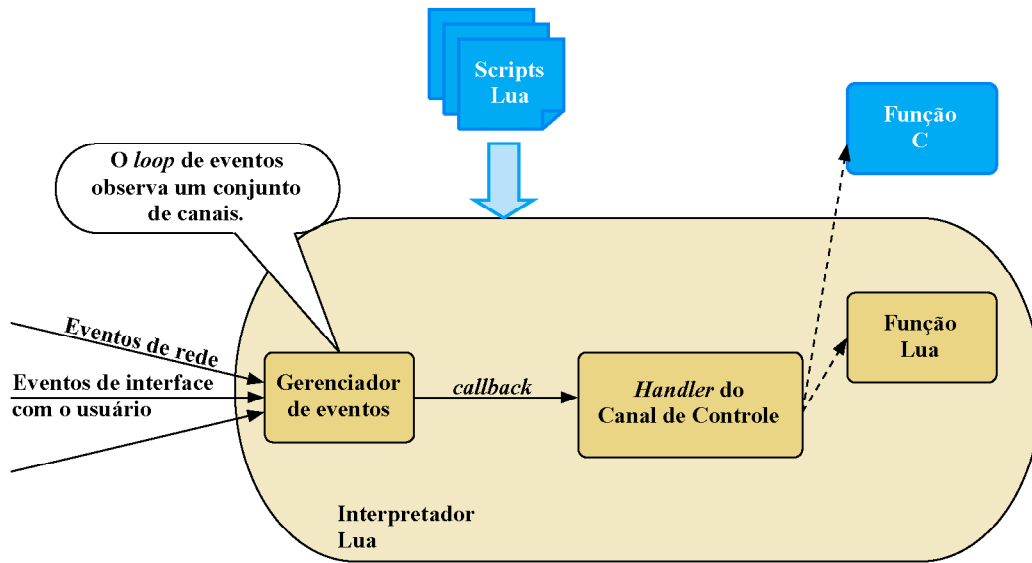 Scripts
Lua
Função
C
O loop de eventos
observa um conjunto
de canais.
Eventos de rede
Eventos de interface
com o usuário
Gerenciador
de eventos
callback
Handler do
Canal de Controle
Função
Lua
Interpretador
Lua